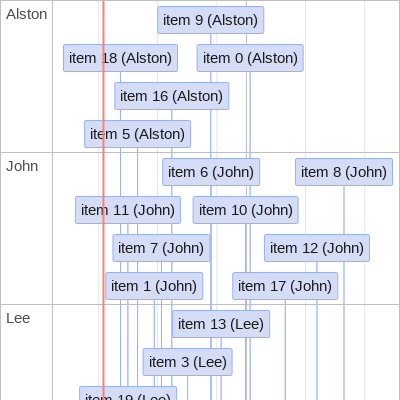 Alston
item 9 (Alston)
item 18 (Alston)
item 0 (Alston)
item 16 (Alston)
item 5 (Alston)
John
item 6 (John)
item 8 (John)
item 11 (John)
item 10 (John)
item 7 (John)
item 12 (John)
item 1 (John)
item 17 (John)
Lee
item 13 (Lee)
item 3 (Lee)
item 19 (Lee)